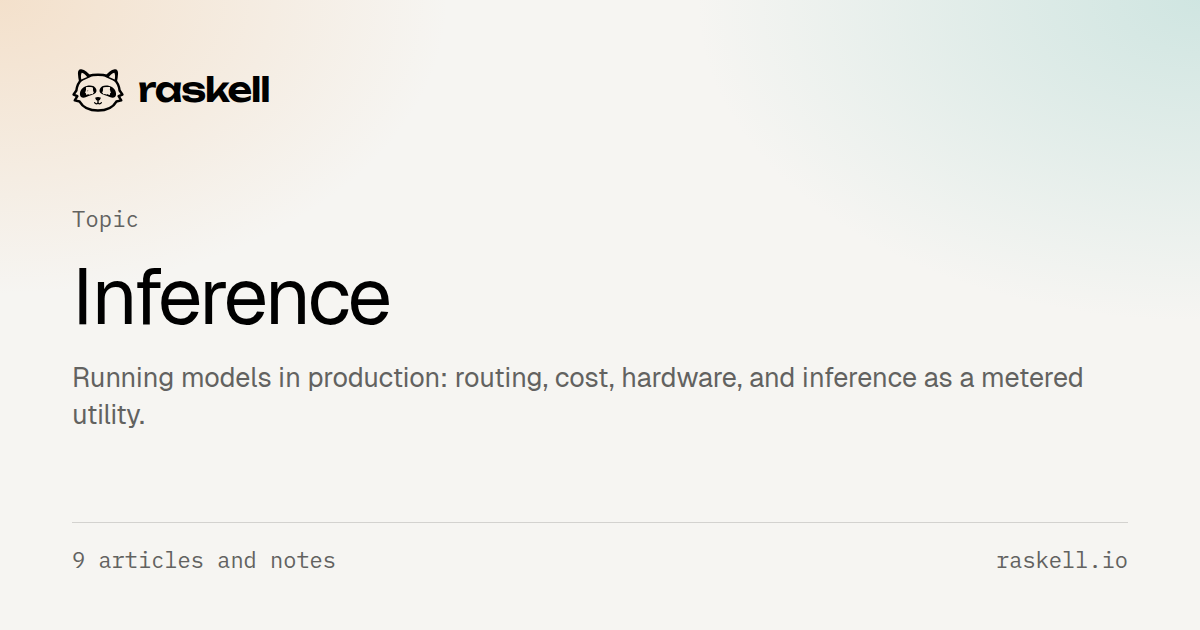 raskell
Topic
Inference
Running models in production: routing, cost, hardware, and inference as a metered
utility.
9 articles and notes
raskell.io